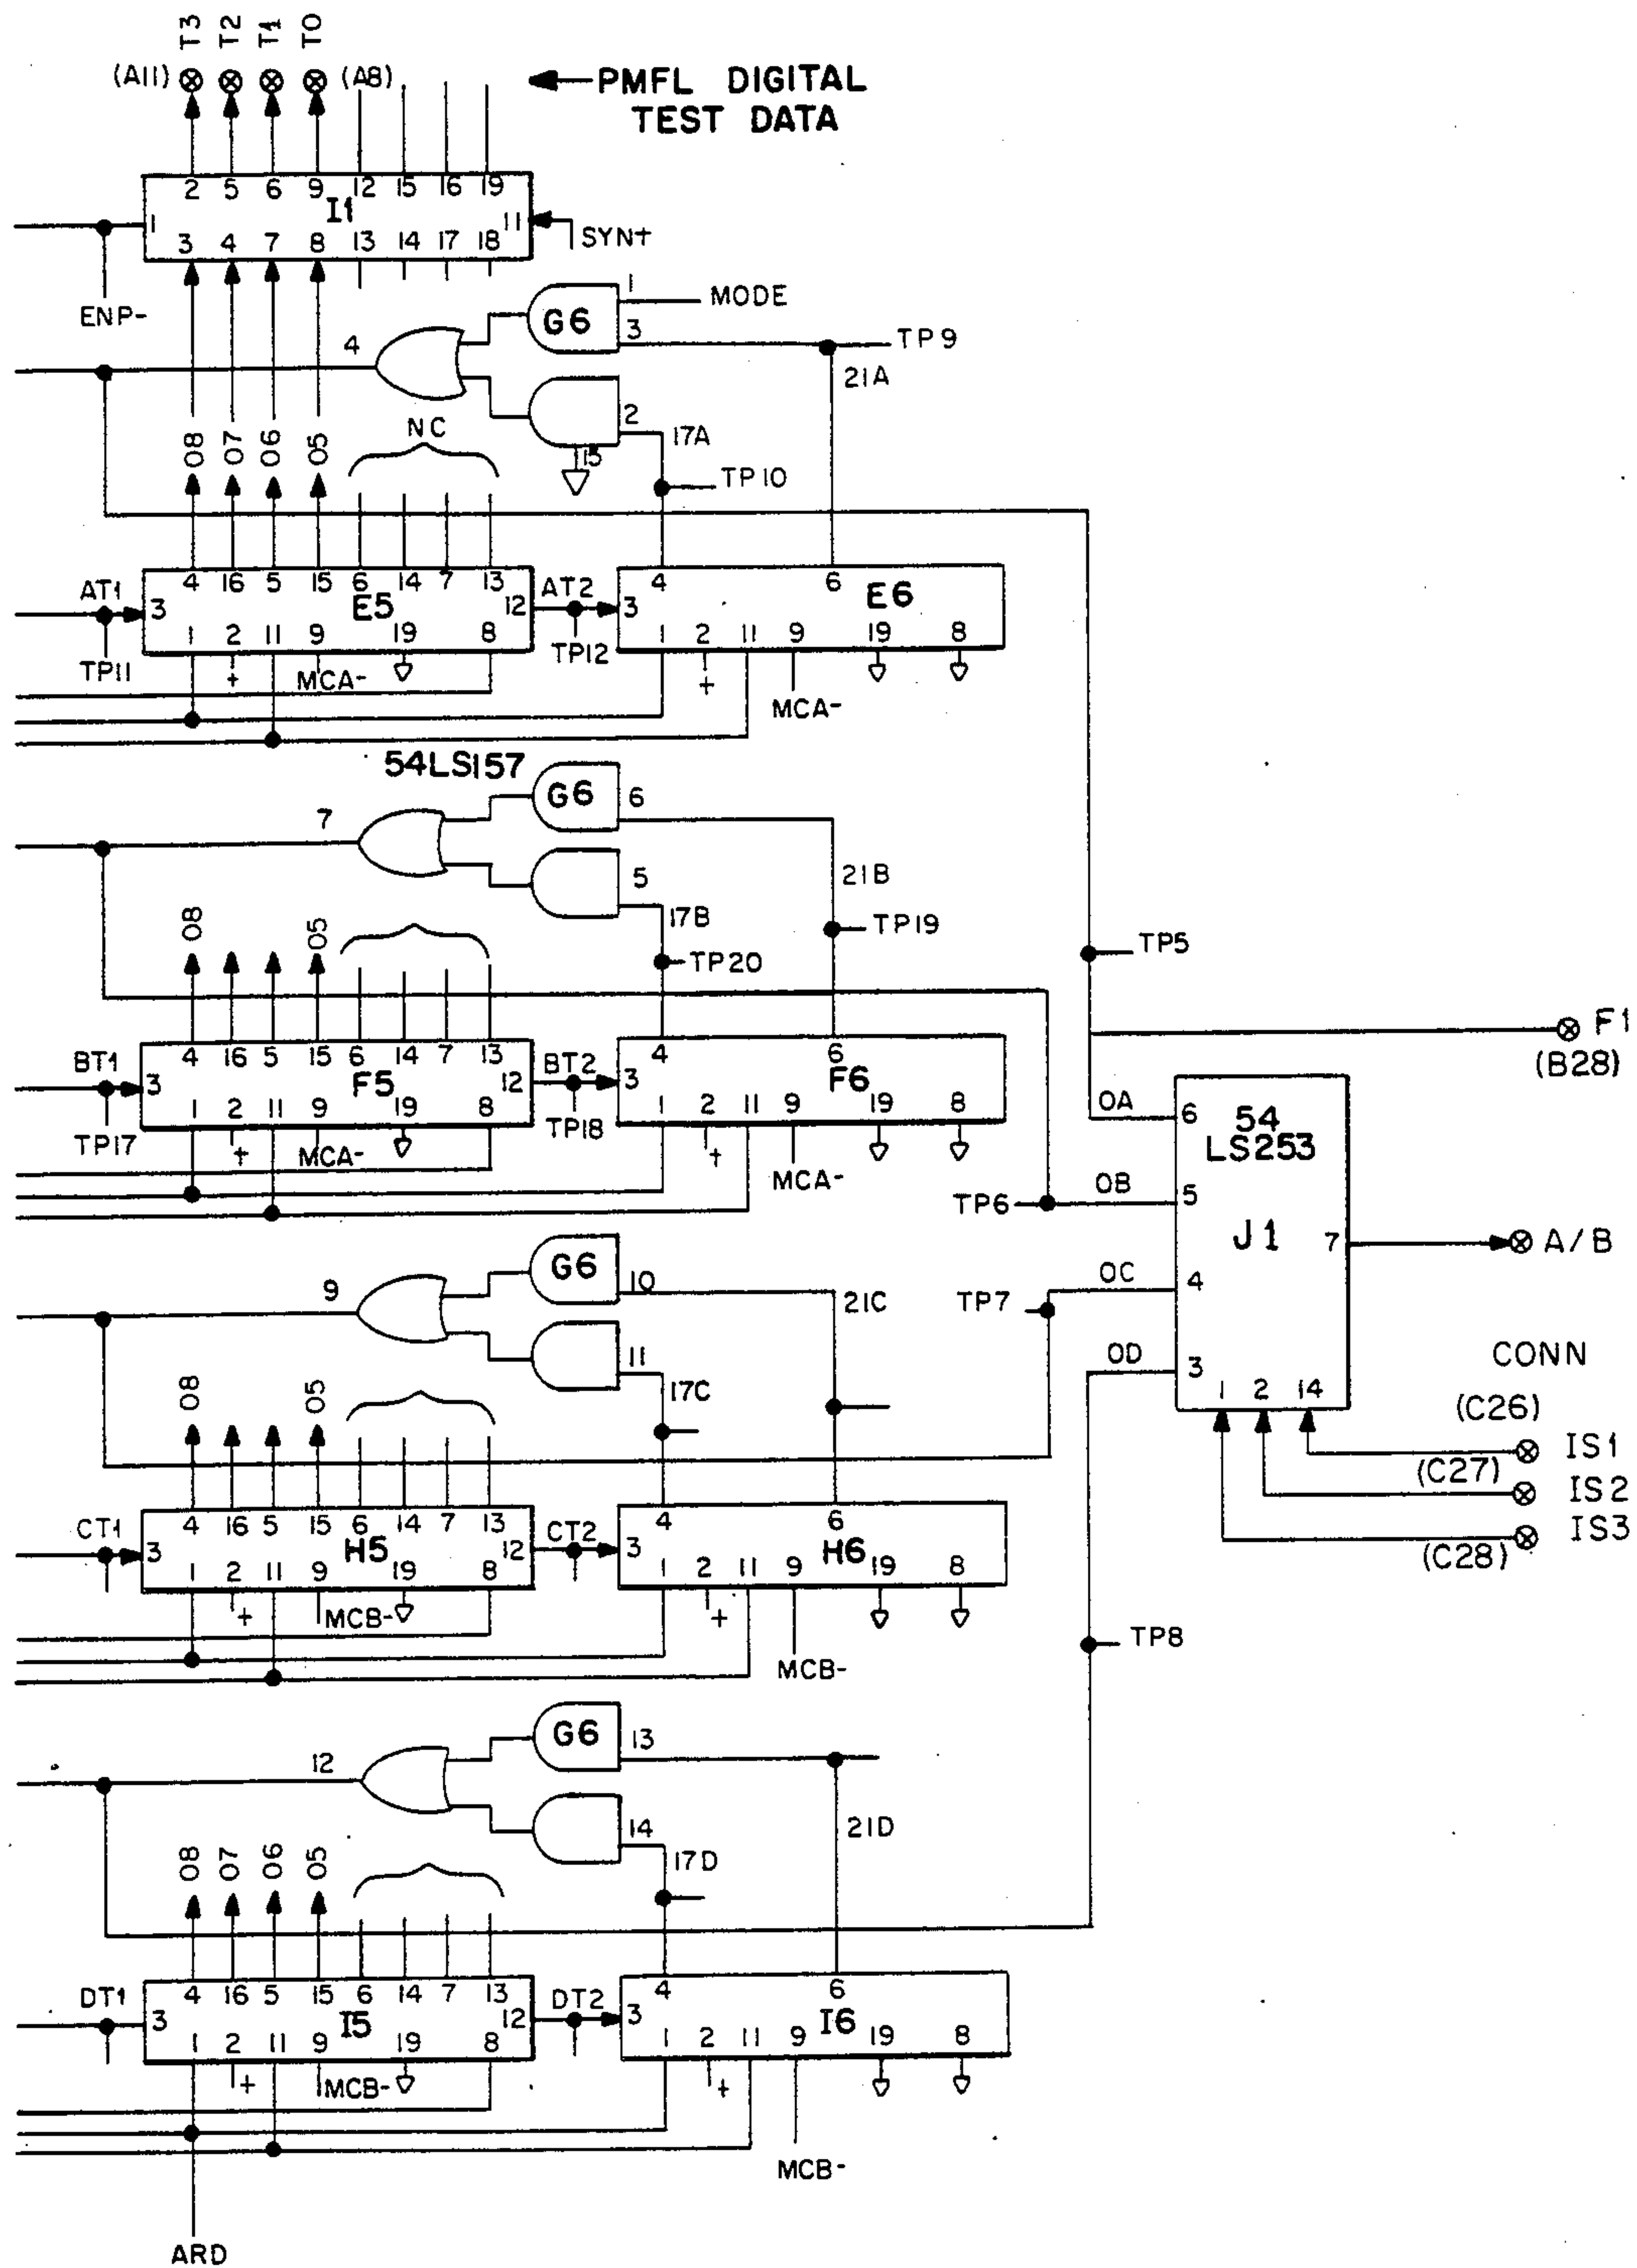 T3 T2 T1 T0
(A11) (A8) PMFL DIGITAL
TEST DATA
2 5 6 9 12 15 16 19
1 I1 11 SYN+
3 4 7 8 13 14 17 18
ENP-
1 MODE
G6
3
4 TP9
21A
2
NC 17A
15
08 07 06 05 TP10
4 16 5 15 6 14 7 13 4 6
AT1 3 E5 12 AT2 3 E6
1 2 11 9 19 8 1 2 11 9 19 8
TP11 + MCA- TP12 + MCA-
54LS157
G6 6
7
5 21B
17B
08 05 TP19
TP20 TP5
F1
(B28)
4 16 5 15 6 14 7 13 4 6
BT1 3 F5 12 BT2 3 F6
1 2 11 9 19 8 1 2 11 9 19 8
TP17 + MCA- TP18 + MCA-
OA 6 54
LS253
OB 5
TP6
J1 7 A/B
OC 4
TP7
OD 3
1 2 14
CONN
(C26)
IS1
(C27)
IS2
IS3
(C28)
G6 10
9 21C
11
17C
08 05
4 16 5 15 6 14 7 13 4 6
CT1 3 H5 12 CT2 3 H6
1 2 11 9 19 8 1 2 11 9 19 8
+ MCB- + MCB-
TP8
G6 13
12
14 21D
17D
08 07 06 05
4 16 5 15 6 14 7 13 4 6
DT1 3 I5 12 DT2 3 I6
1 2 11 9 19 8 1 2 11 9 19 8
+ MCB- + MCB-
ARD